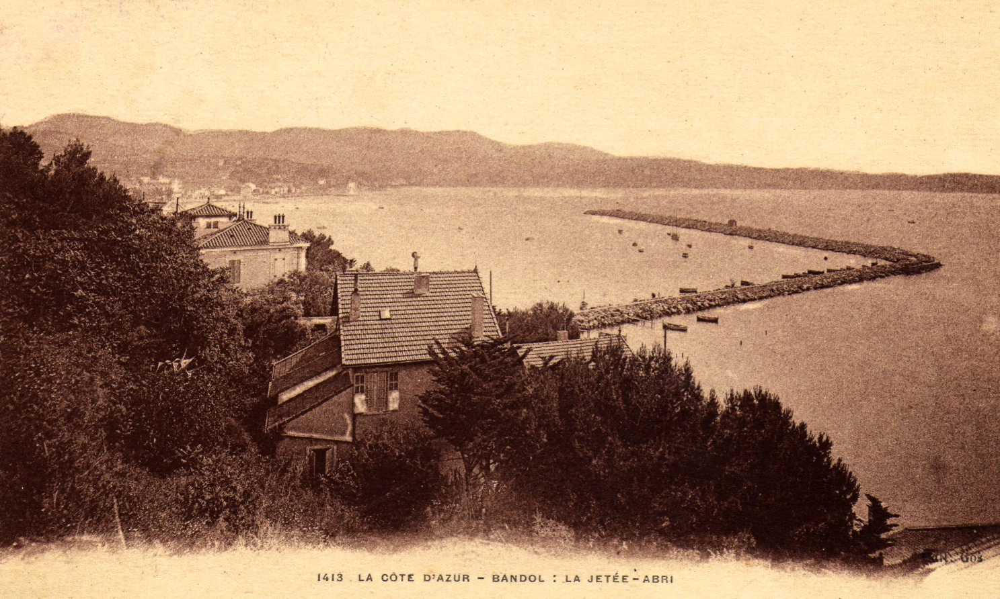 1413 LA CÔTE D'AZUR – BANDOL : LA JETÉE-ABRI